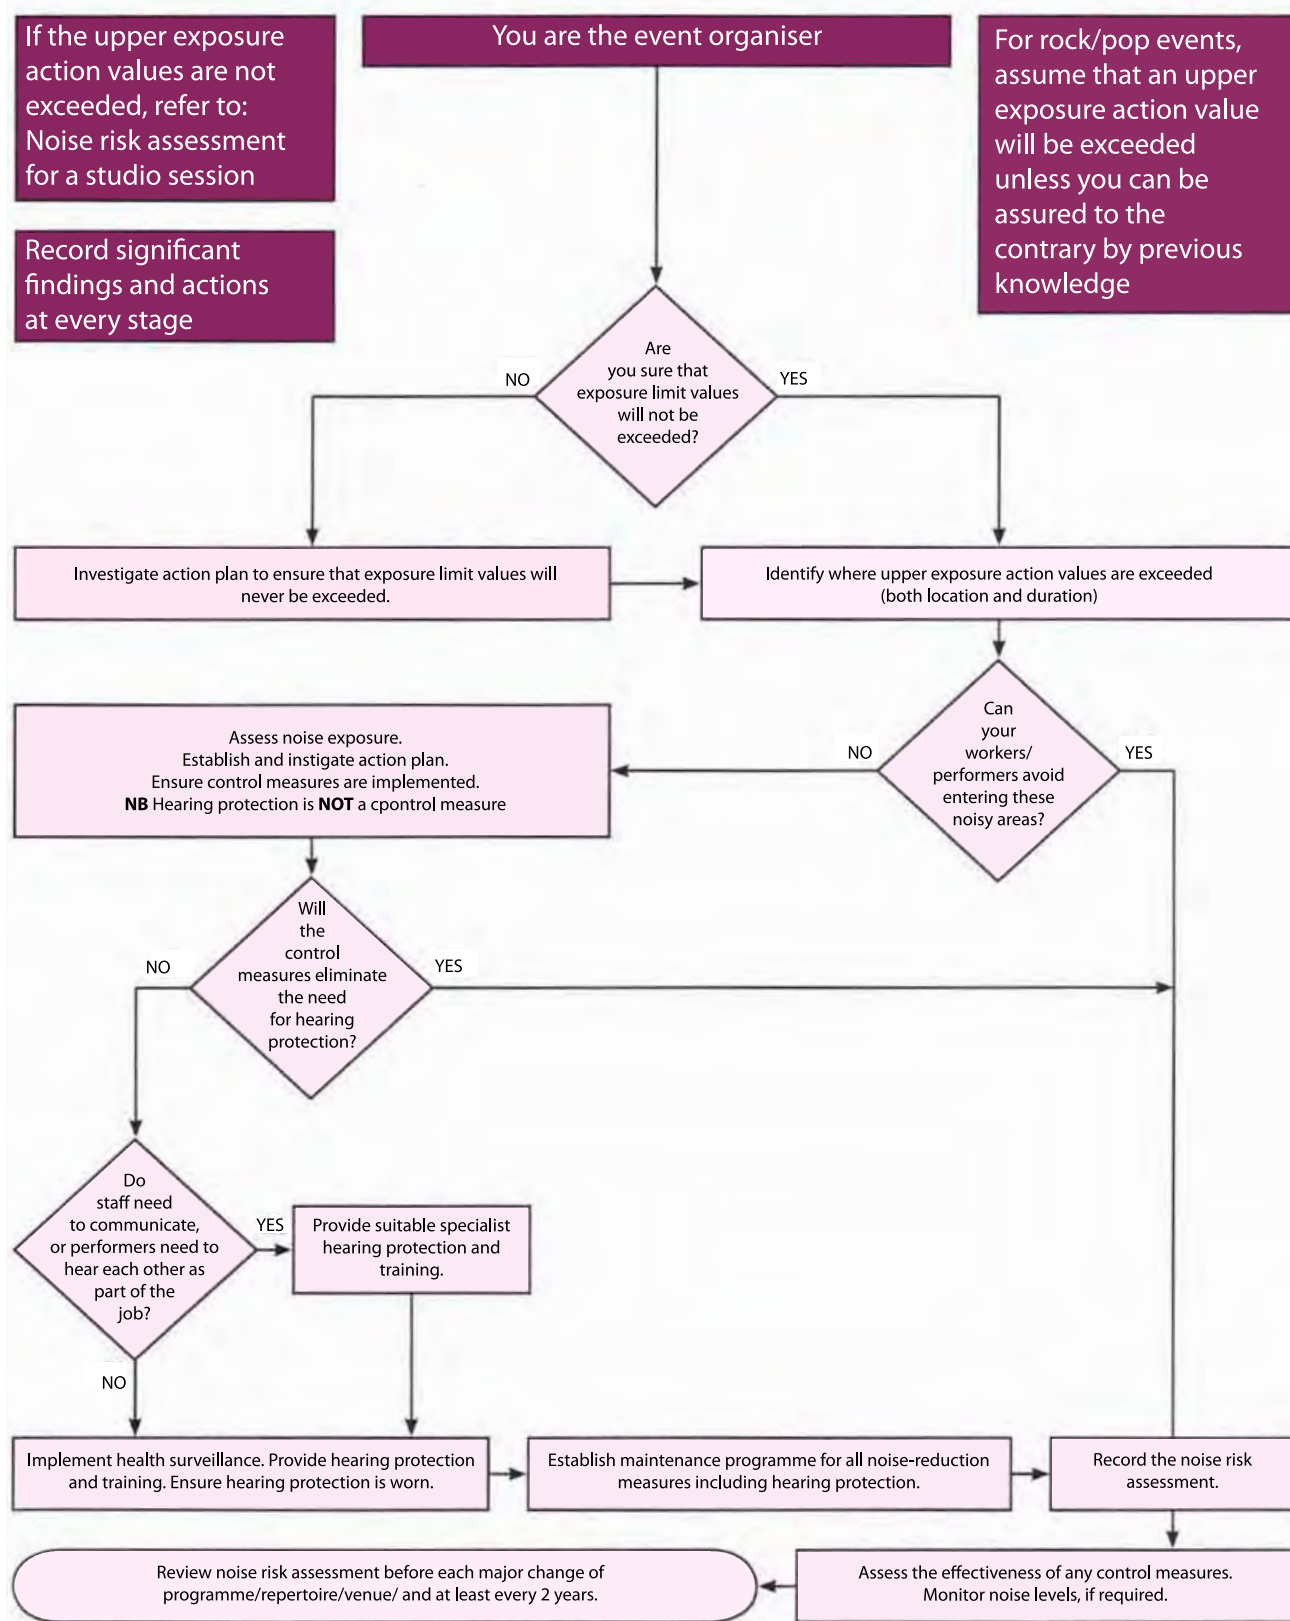 If the upper exposure
action values are not
exceeded, refer to:
Noise risk assessment
for a studio session
You are the event organiser
For rock/pop events,
assume that an upper
exposure action value
will be exceeded
unless you can be
assured to the
contrary by previous
knowledge
Record significant
findings and actions
at every stage
Are
you sure that
exposure limit values
will not be
exceeded?
NO
YES
Investigate action plan to ensure that exposure limit values will
never be exceeded.
Identify where upper exposure action values are exceeded
(both location and duration)
Can
your
workers/
performers avoid
entering these
noisy areas?
NO
YES
Assess noise exposure.
Establish and instigate action plan.
Ensure control measures are implemented.
NB Hearing protection is NOT a cpontrol measure
Will
the
control
measures eliminate
the need
for hearing
protection?
NO
YES
Do
staff need
to communicate,
or performers need to
hear each other as
part of the
job?
YES
NO
Provide suitable specialist
hearing protection and
training.
Implement health surveillance. Provide hearing protection
and training. Ensure hearing protection is worn.
Establish maintenance programme for all noise-reduction
measures including hearing protection.
Record the noise risk
assessment.
Review noise risk assessment before each major change of
programme/repertoire/venue/ and at least every 2 years.
Assess the effectiveness of any control measures.
Monitor noise levels, if required.